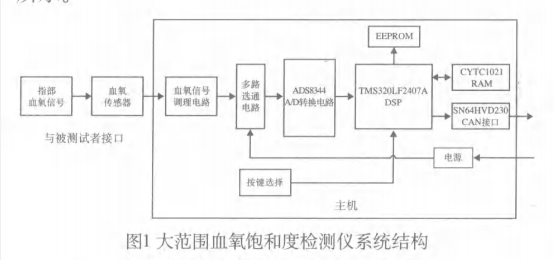 EEPROM
指部
血氧信号
血氧
传感器
血氧信号
调理电路
多路
选通
电路
ADS8344
A/D转换电路
TMS320LF2407A
DSP
CYTC1021
RAM
SN64HVD230
CAN接口
与被测试者接口
电源
按键选择
主机
图1 大范围血氧饱和度检测仪系统结构